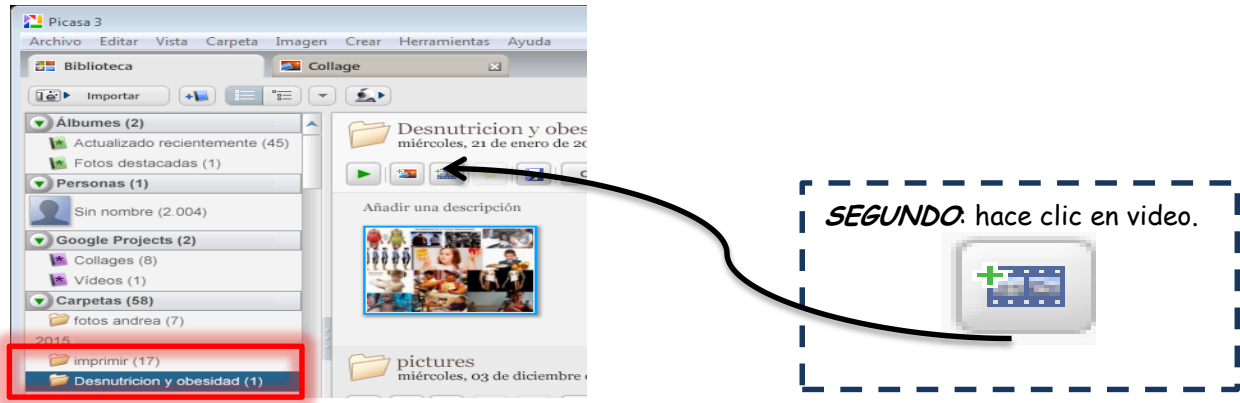 Picasa 3
Archivo Editar Vista Carpeta Imagen Crear Herramientas Ayuda
Biblioteca
Collage
Importar
Álbumes (2)
Actualizado recientemente (45)
Fotos destacadas (1)
Personas (1)
Sin nombre (2.004)
Google Projects (2)
Collages (8)
Vídeos (1)
Carpetas (58)
fotos andrea (7)
2015
imprimir (17)
Desnutricion y obesidad (1)
Desnutricion y obes
miércoles, 21 de enero de 20
Añadir una descripción
pictures
miércoles, 03 de diciembre
SEGUNDO: hace clic en video.